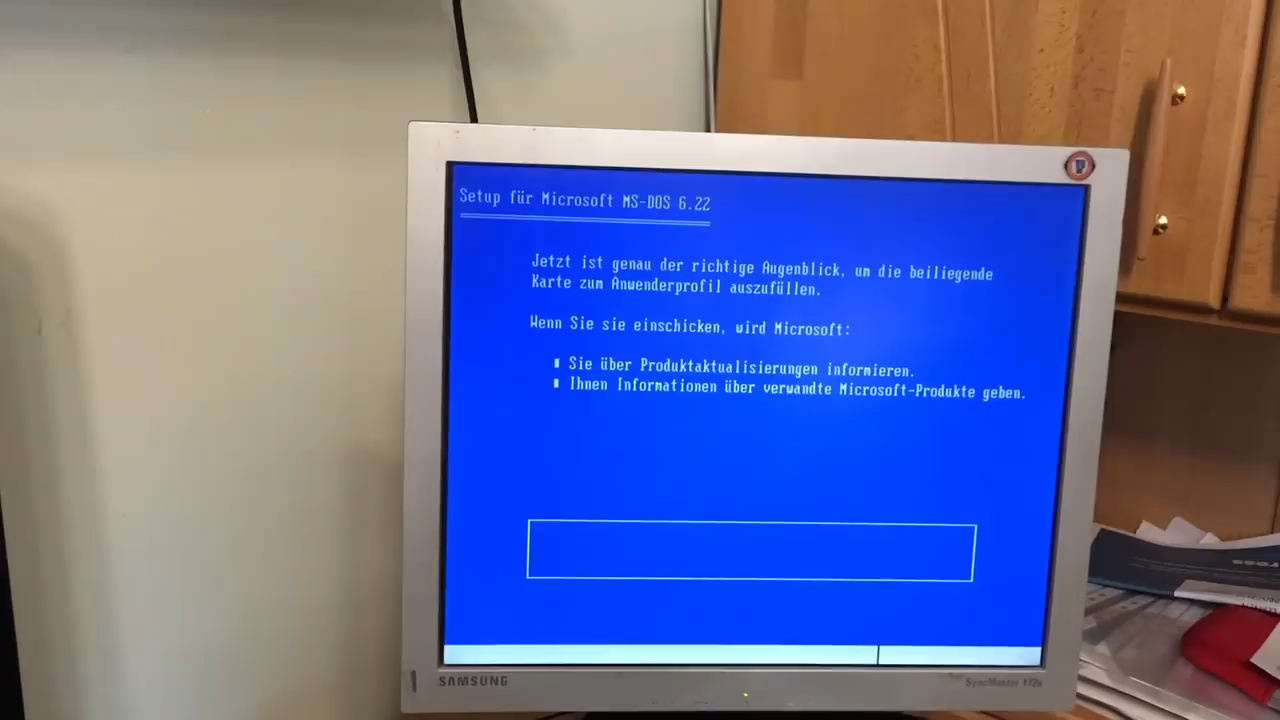 Setup für Microsoft MS-DOS 6.22
Jetzt ist genau der richtige Augenblick, um die beiliegende
Karte zum Anwenderprofil auszufüllen.
Wenn Sie sie einschicken, wird Microsoft:
Sie über Produktaktualisierungen informieren.
Ihnen Informationen über verwandte Microsoft-Produkte geben.
SAMSUNG
SyncMaster